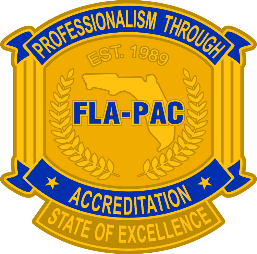 PROFESSIONALISM THROUGH
EST. 1989
FLA-PAC
ACCREDITATION
STATE OF EXCELLENCE